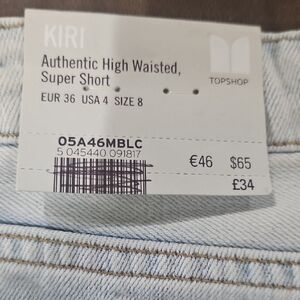 KIRI
Authentic High Waisted,
Super Short
TOPSHOP
EUR 36 USA 4 SIZE 8
05A46MBLC
5 045440 091817
€46 $65
£34